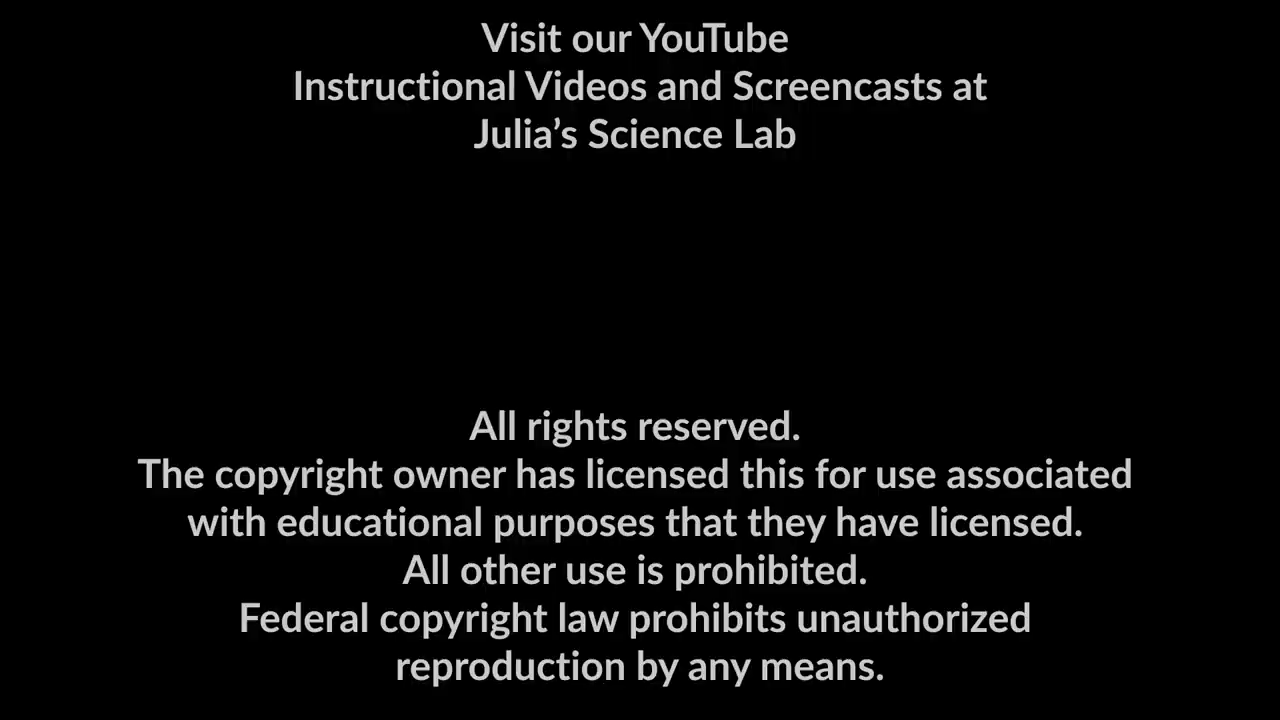 Visit our YouTube
Instructional Videos and Screencasts at
Julia’s Science Lab
All rights reserved.
The copyright owner has licensed this for use associated
with educational purposes that they have licensed.
All other use is prohibited.
Federal copyright law prohibits unauthorized
reproduction by any means.